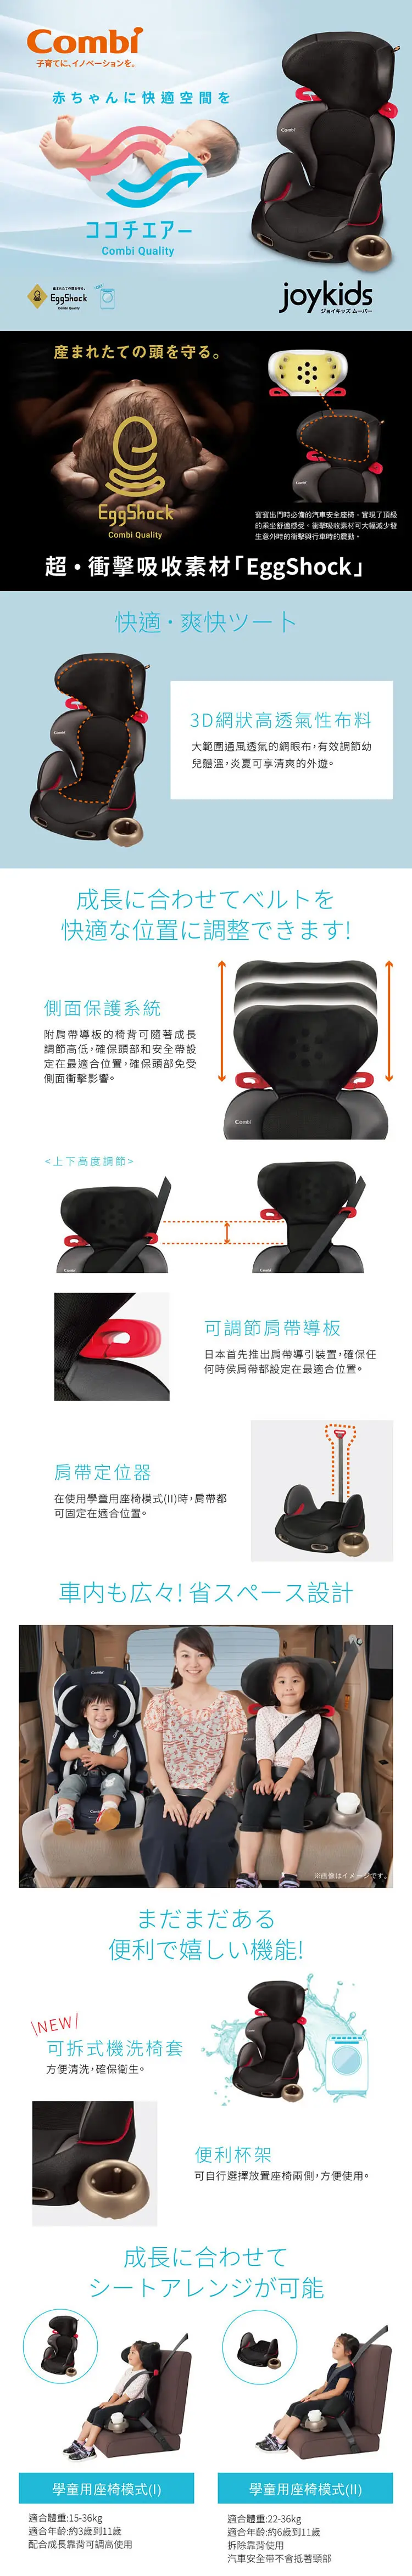 Combi
子育てに、イノベーションを。
赤ちゃんに快適空間を
ココチエアー
Combi Quality
産まれたての頭を守る。
EggShock
Combi Quality
Combi
joykids
ジョイキッズ ムーバー
産まれたての頭を守る。
EggShock
Combi Quality
Combi
寶寶出門時必備的汽車安全座椅,實現了頂級
的乘坐舒適感受。衝擊吸收素材可大幅減少發
生意外時的衝擊與行車時的震動。
超・衝擊吸收素材「EggShock」
快適・爽快ツート
Combi
3D網狀高透氣性布料
大範圍通風透氣的網眼布,有效調節幼
兒體溫,炎夏可享清爽的外遊。
成長に合わせてベルトを
快適な位置に調整できます!
側面保護系統
附肩帶導板的椅背可隨著成長
調節高低,確保頭部和安全帶設
定在最適合位置,確保頭部免受
側面衝擊影響。
Combi
<上下高度調節>
Combi
Combi
可調節肩帶導板
日本首先推出肩帶導引裝置,確保任
何時侯肩帶都設定在最適合位置。
肩帶定位器
在使用學童用座椅模式(II)時,肩帶都
可固定在適合位置。
車内も広々!省スペース設計
Combi
Combi
※画像はイメージです。
まだまだある
便利で嬉しい機能!
\NEW/
可拆式機洗椅套
方便清洗,確保衛生。
便利杯架
可自行選擇放置座椅兩側,方便使用。
成長に合わせて
シートアレンジが可能
學童用座椅模式(I)
適合體重:15-36kg
適合年齡:約3歲到11歲
配合成長靠背可調高使用
學童用座椅模式(II)
適合體重:22-36kg
適合年齡:約6歲到11歲
拆除靠背使用
汽車安全帶不會抵著頸部